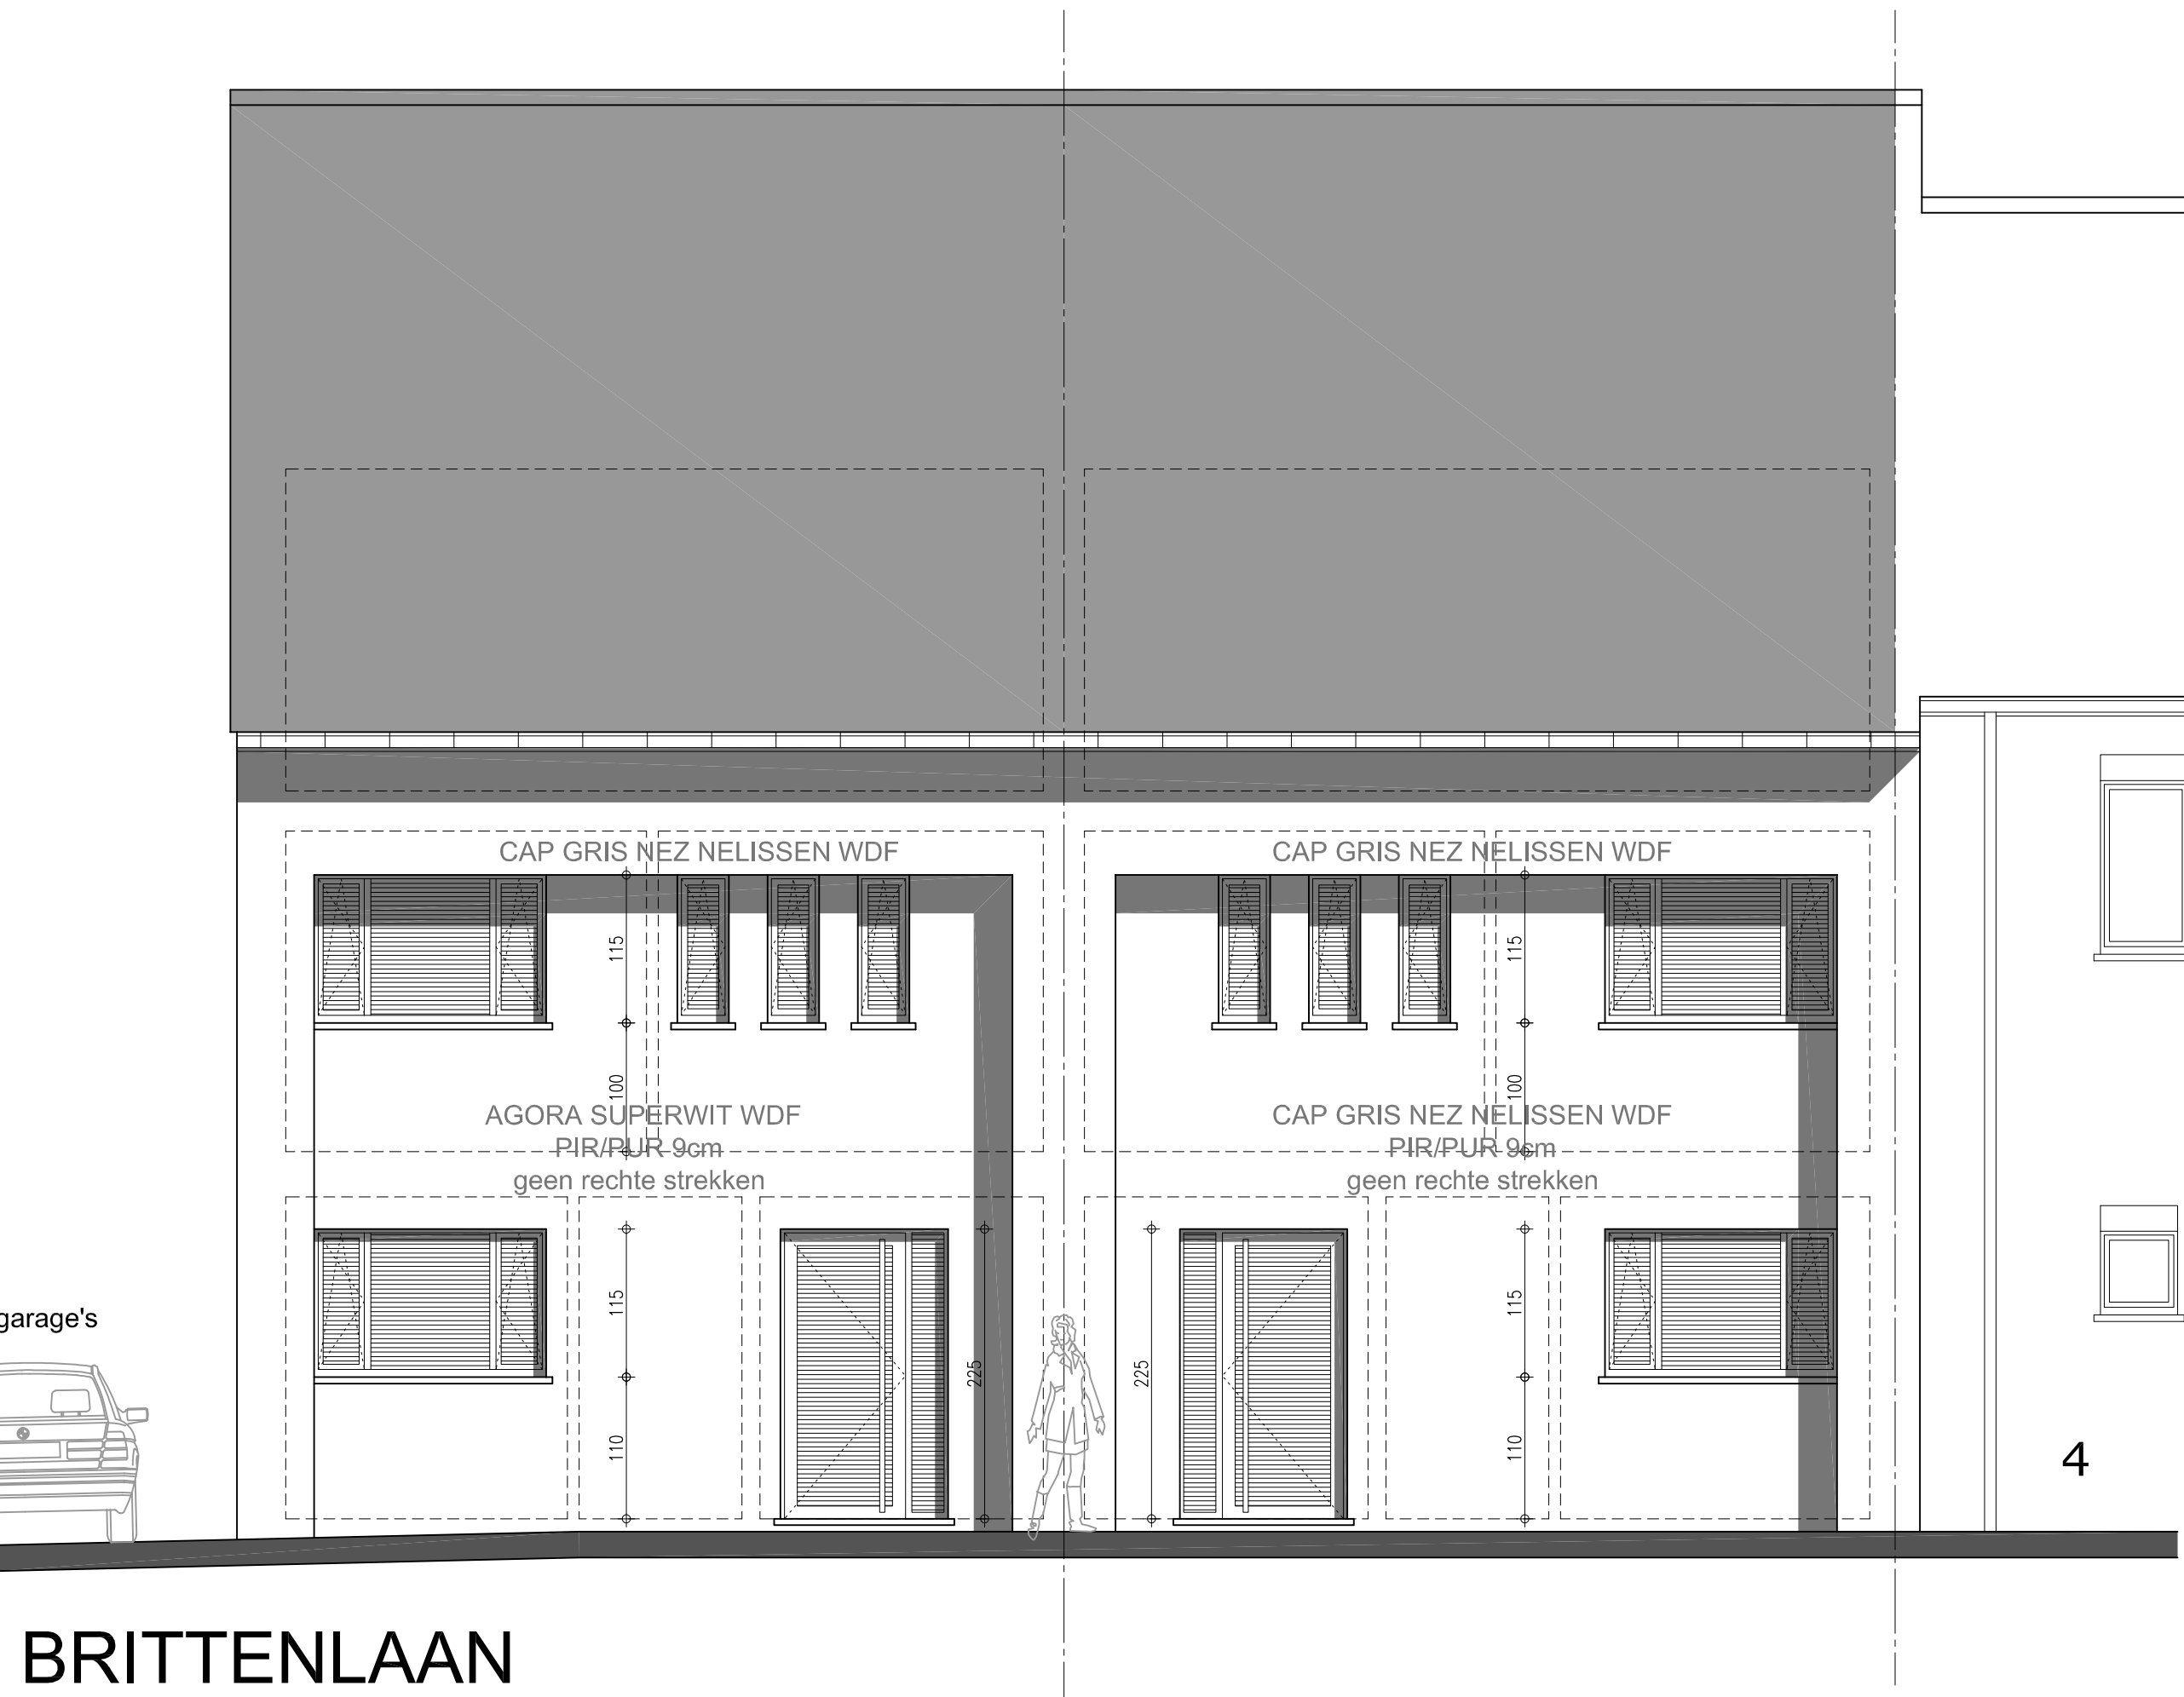 CAP GRIS NEZ NELISSEN WDF
CAP GRIS NEZ NELISSEN WDF
115
115
100
100
AGORA SUPERWIT WDF
PIR/PUR 9cm
geen rechte strekken
CAP GRIS NEZ NELISSEN WDF
PIR/PUR 9cm
geen rechte strekken
115
115
garage's
225
225
110
110
4
BRITTENLAAN